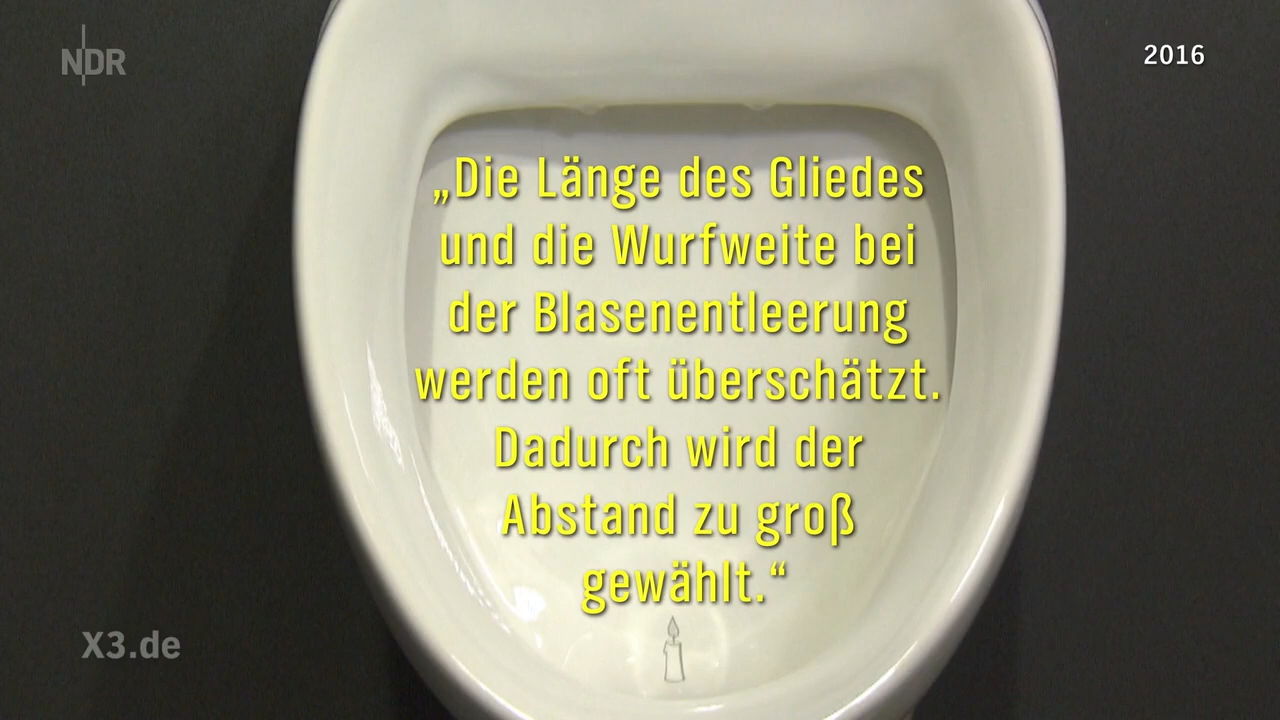 NDR
2016
„Die Länge des Gliedes
und die Wurfweite bei
der Blasenentleerung
werden oft überschätzt.
Dadurch wird der
Abstand zu groß
gewählt.“
X3.de